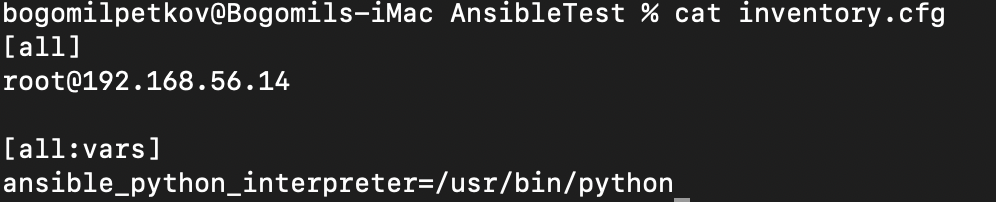 bogomilpetkov@Bogomils-iMac AnsibleTest % cat inventory.cfg
[all]
root@192.168.56.14
[all:vars]
ansible_python_interpreter=/usr/bin/python